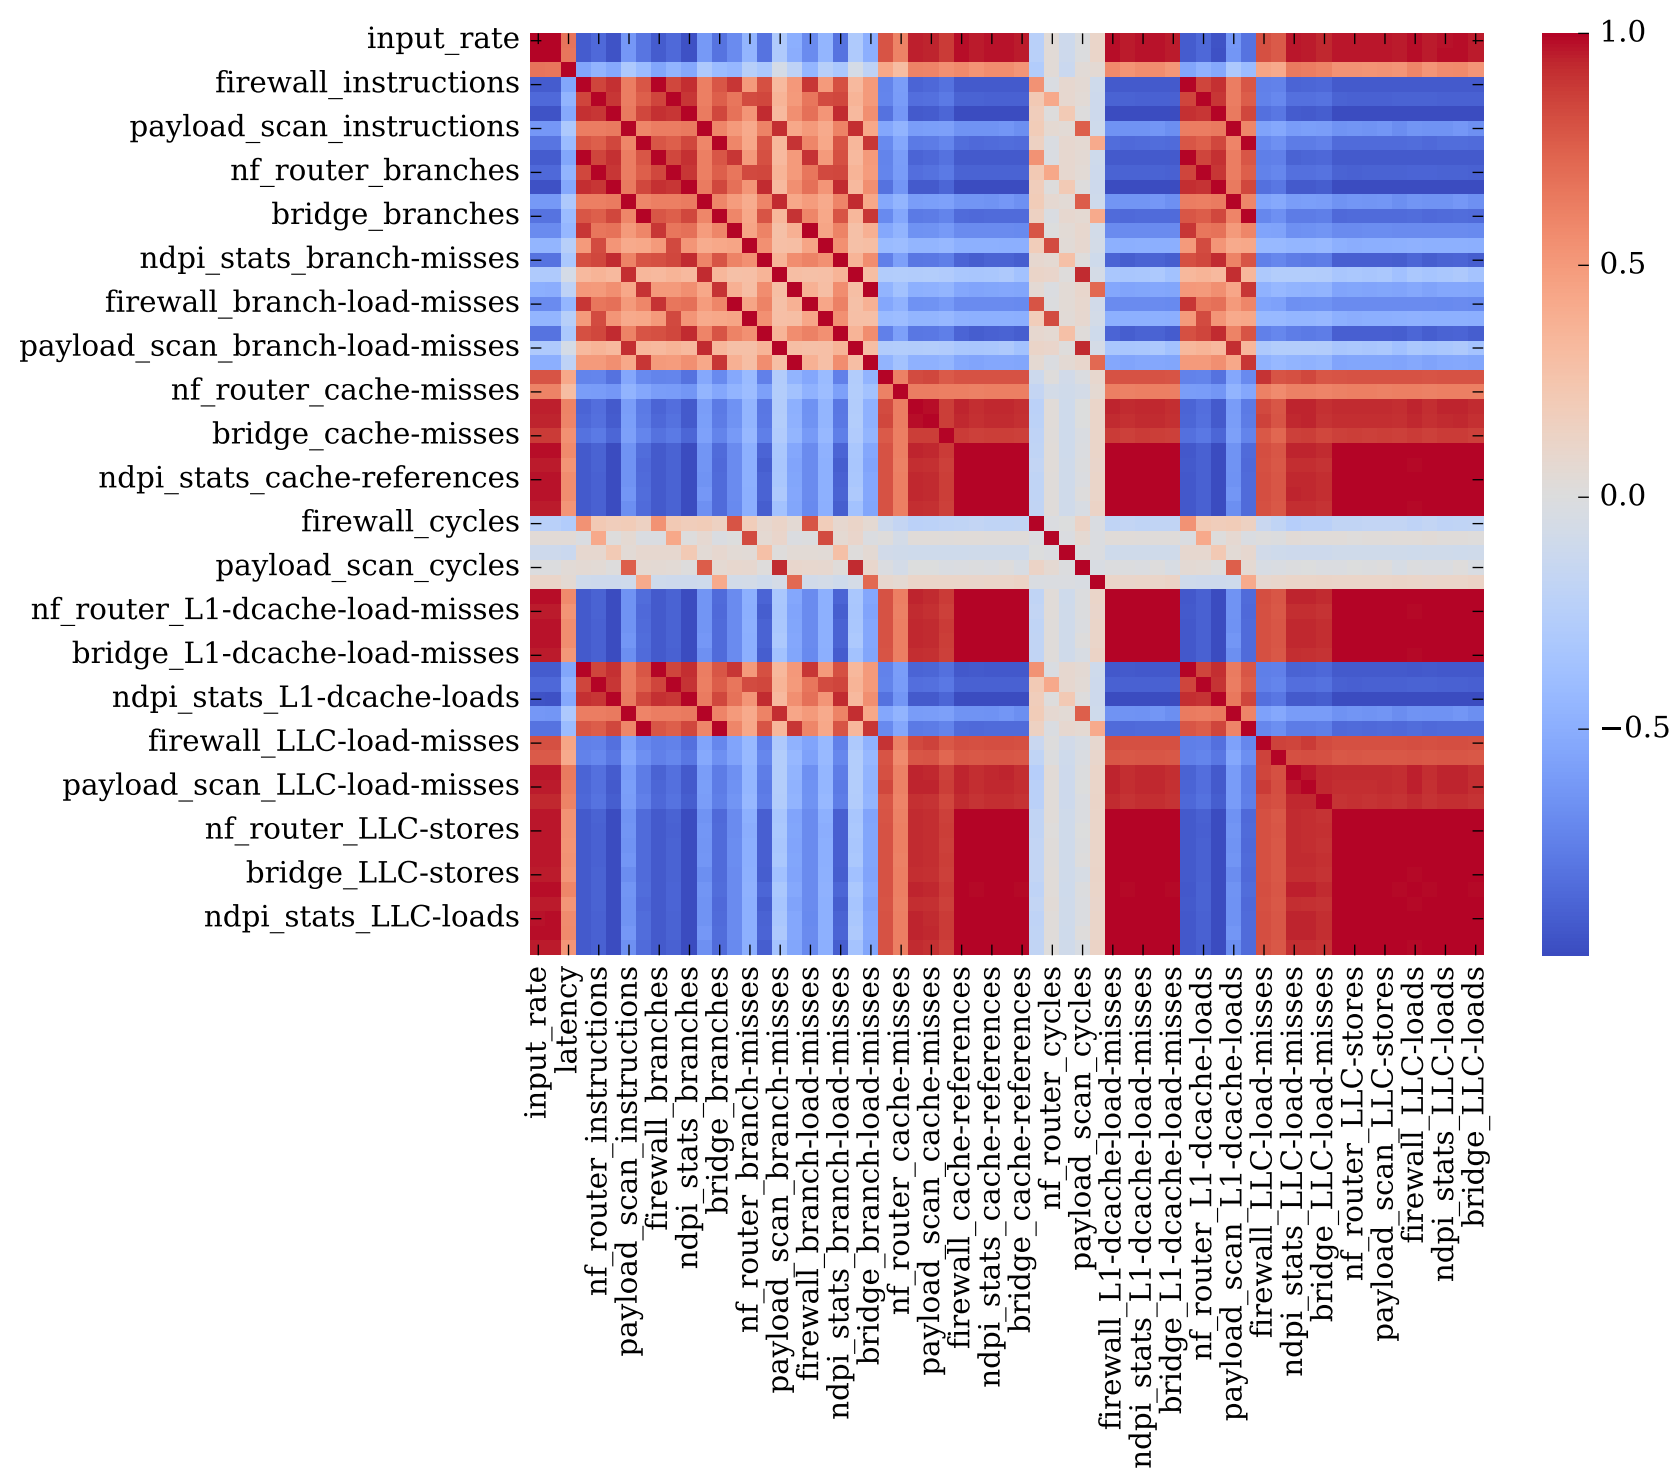 input_rate
firewall_instructions
payload_scan_instructions
nf_router_branches
bridge_branches
ndpi_stats_branch-misses
firewall_branch-load-misses
payload_scan_branch-load-misses
nf_router_cache-misses
bridge_cache-misses
ndpi_stats_cache-references
firewall_cycles
payload_scan_cycles
nf_router_L1-dcache-load-misses
bridge_L1-dcache-load-misses
ndpi_stats_L1-dcache-loads
firewall_LLC-load-misses
payload_scan_LLC-load-misses
nf_router_LLC-stores
bridge_LLC-stores
ndpi_stats_LLC-loads
input_rate
latency
nf_router_instructions
payload_scan_instructions
firewall_branches
ndpi_stats_branches
bridge_branches
nf_router_branch-misses
payload_scan_branch-misses
firewall_branch-load-misses
ndpi_stats_branch-load-misses
bridge_branch-load-misses
nf_router_cache-misses
payload_scan_cache-misses
firewall_cache-references
ndpi_stats_cache-references
bridge_cache-references
nf_router_cycles
payload_scan_cycles
firewall_L1-dcache-load-misses
ndpi_stats_L1-dcache-load-misses
bridge_L1-dcache-load-misses
nf_router_L1-dcache-loads
payload_scan_L1-dcache-loads
firewall_LLC-load-misses
ndpi_stats_LLC-load-misses
bridge_LLC-load-misses
nf_router_LLC-stores
payload_scan_LLC-stores
firewall_LLC-loads
ndpi_stats_LLC-loads
bridge_LLC-loads
1.0
0.5
0.0
−0.5